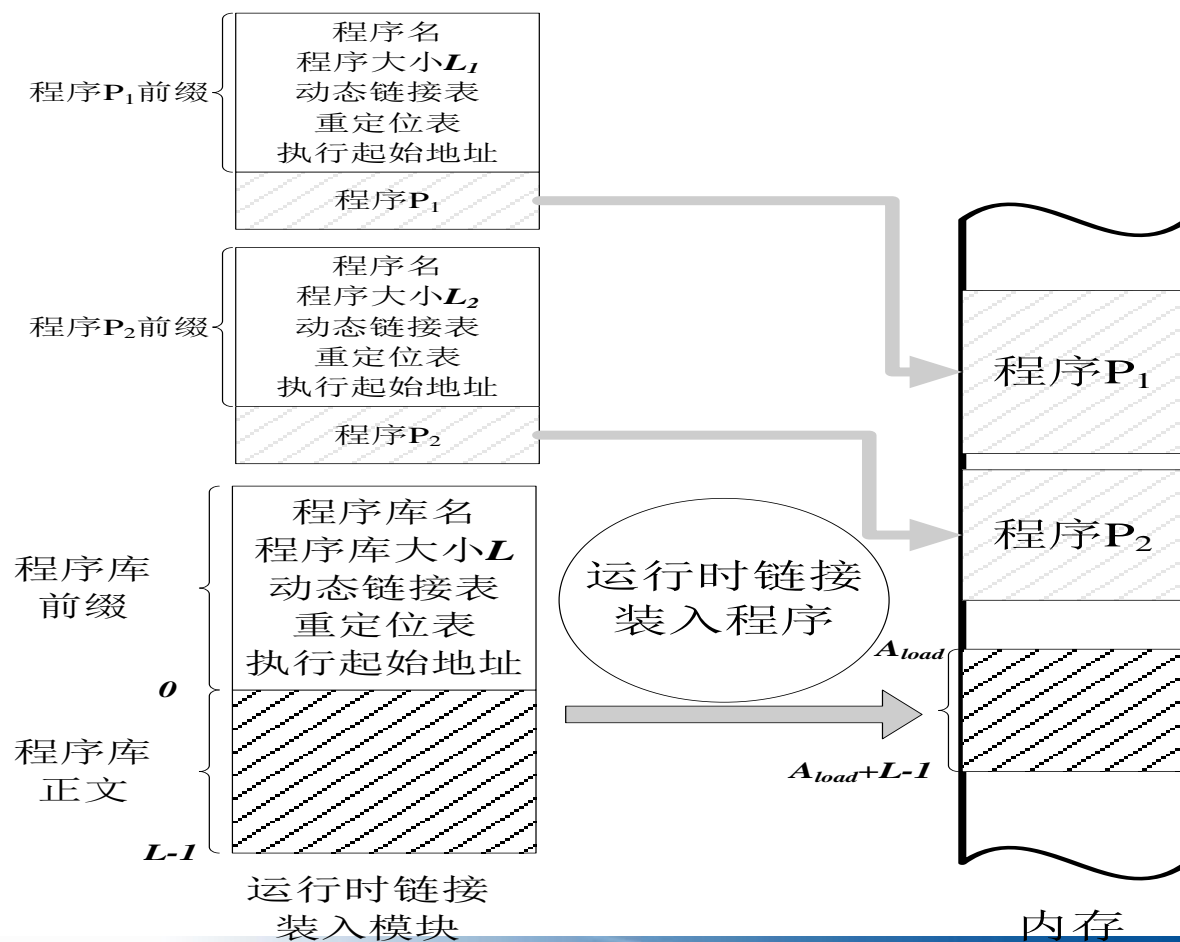 程序名
程序大小L1
动态链接表
重定位表
执行起始地址
程序P1前缀
程序P1
程序名
程序大小L2
动态链接表
重定位表
执行起始地址
程序P2前缀
程序P2
程序库名
程序库大小L
动态链接表
重定位表
执行起始地址
程序库
前缀
0
程序库
正文
L-1
运行时链接
装入模块
运行时链接
装入程序
程序P1
程序P2
Aload
Aload+L-1
内存